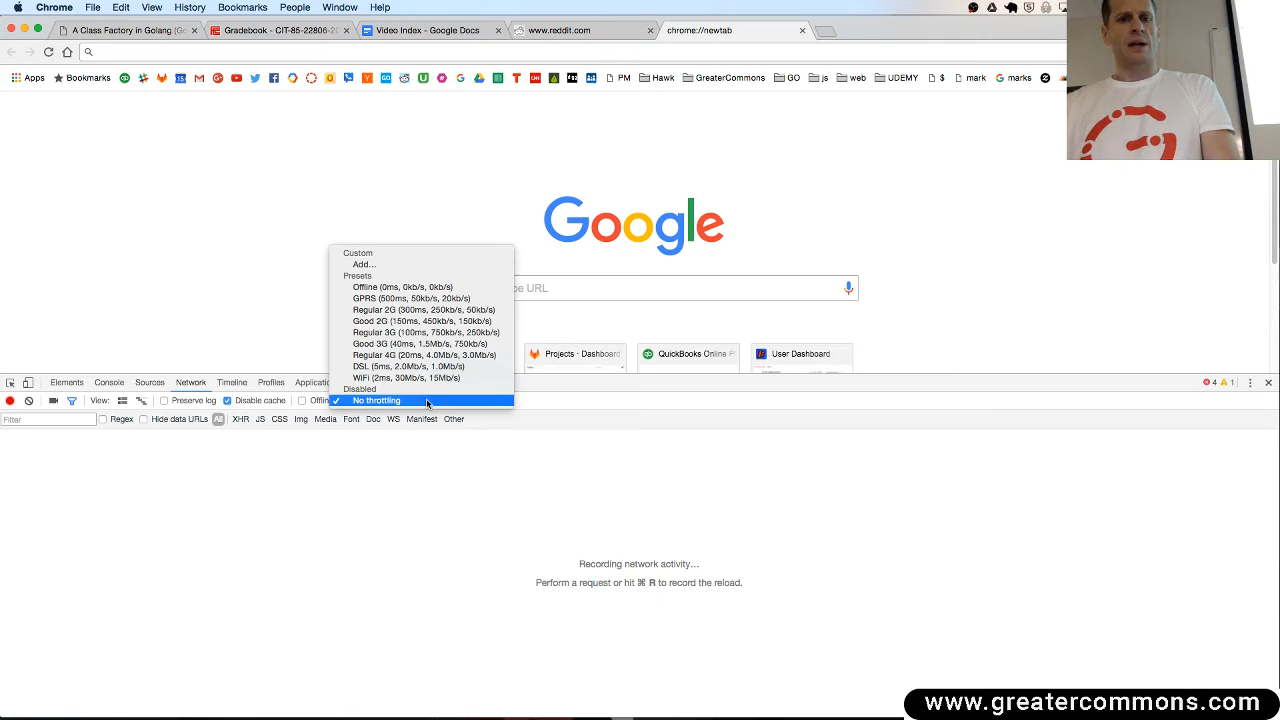 Chrome File Edit View History Bookmarks People Window Help
A Class Factory in Golang (Go Gradebook - CIT-85-22806-2 Video Index - Google Docs www.reddit.com chrome://newtab
Apps Bookmarks PM Hawk GreaterCommons GO js web UDEMY $ mark marks
Google
Custom
Add...
Presets
Offline (0ms, 0kb/s, 0kb/s)
GPRS (500ms, 50kb/s, 20kb/s)
Regular 2G (300ms, 250kb/s, 50kb/s)
Good 2G (150ms, 450kb/s, 150kb/s)
Regular 3G (100ms, 750kb/s, 250kb/s)
Good 3G (40ms, 1.5Mb/s, 750kb/s)
Regular 4G (20ms, 4.0Mb/s, 3.0Mb/s)
DSL (5ms, 2.0Mb/s, 1.0Mb/s)
WiFi (2ms, 30Mb/s, 15Mb/s)
Disabled
No throttling
URL
Projects · Dashboard QuickBooks Online User Dashboard
Elements Console Sources Network Timeline Profiles 4 1
View: Preserve log Disable cache
Filter Regex Hide data URLs All XHR JS CSS Img Media Font Doc WS Manifest Other
Recording network activity…
Perform a request or hit ⌘ R to record the reload.
www.greatercommons.com